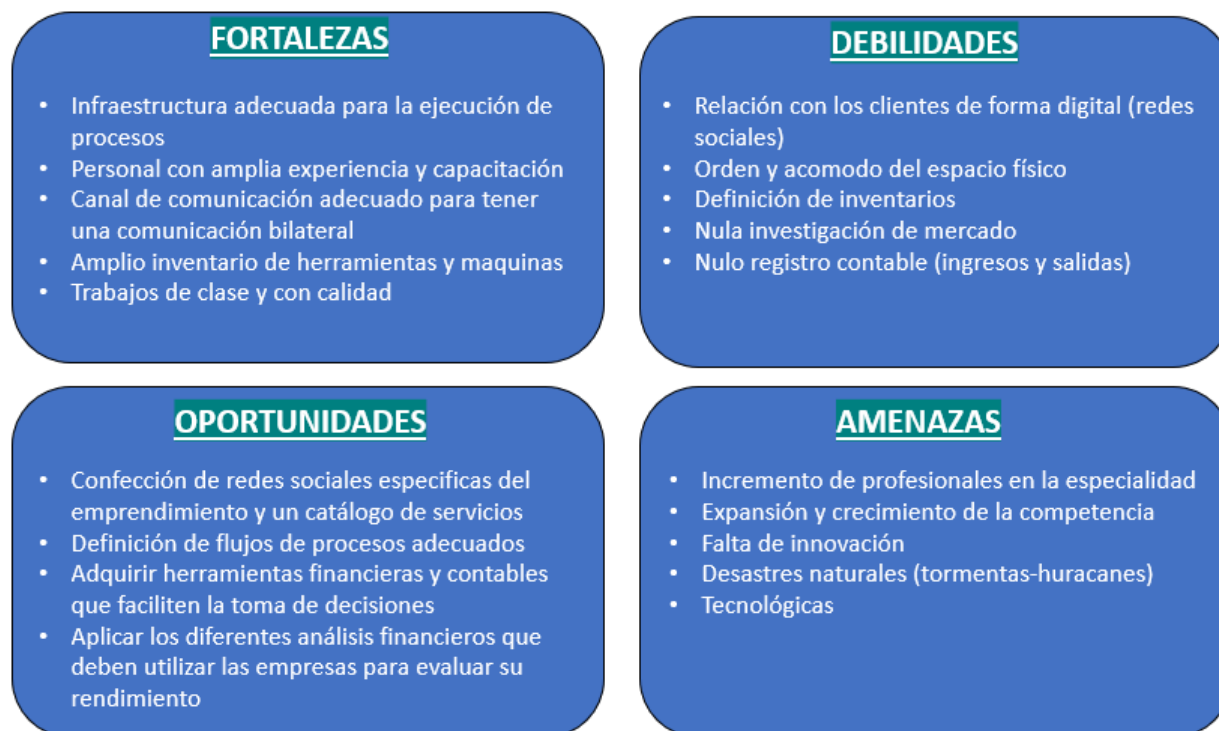 FORTALEZAS
• Infraestructura adecuada para la ejecución de
procesos
• Personal con amplia experiencia y capacitación
• Canal de comunicación adecuado para tener
una comunicación bilateral
• Amplio inventario de herramientas y maquinas
• Trabajos de clase y con calidad
DEBILIDADES
• Relación con los clientes de forma digital (redes
sociales)
• Orden y acomodo del espacio físico
• Definición de inventarios
• Nula investigación de mercado
• Nulo registro contable (ingresos y salidas)
OPORTUNIDADES
• Confección de redes sociales especificas del
emprendimiento y un catálogo de servicios
• Definición de flujos de procesos adecuados
• Adquirir herramientas financieras y contables
que faciliten la toma de decisiones
• Aplicar los diferentes análisis financieros que
deben utilizar las empresas para evaluar su
rendimiento
AMENAZAS
• Incremento de profesionales en la especialidad
• Expansión y crecimiento de la competencia
• Falta de innovación
• Desastres naturales (tormentas-huracanes)
• Tecnológicas